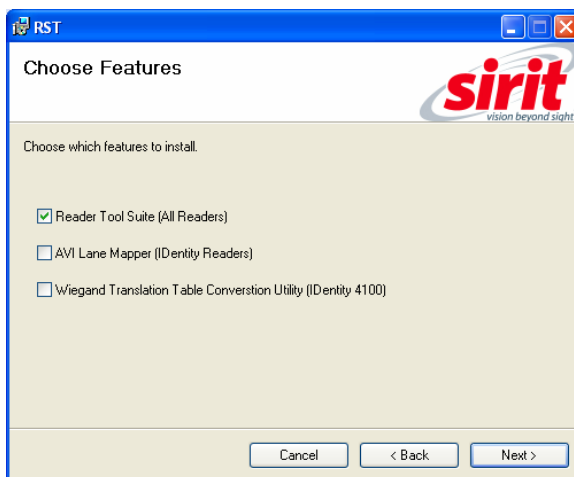 RST
Choose Features
sirit
vision beyond sight
Choose which features to install.
Reader Tool Suite (All Readers)
AVI Lane Mapper (IDentity Readers)
Wiegand Translation Table Converstion Utility (IDentity 4100)
Cancel
< Back
Next >